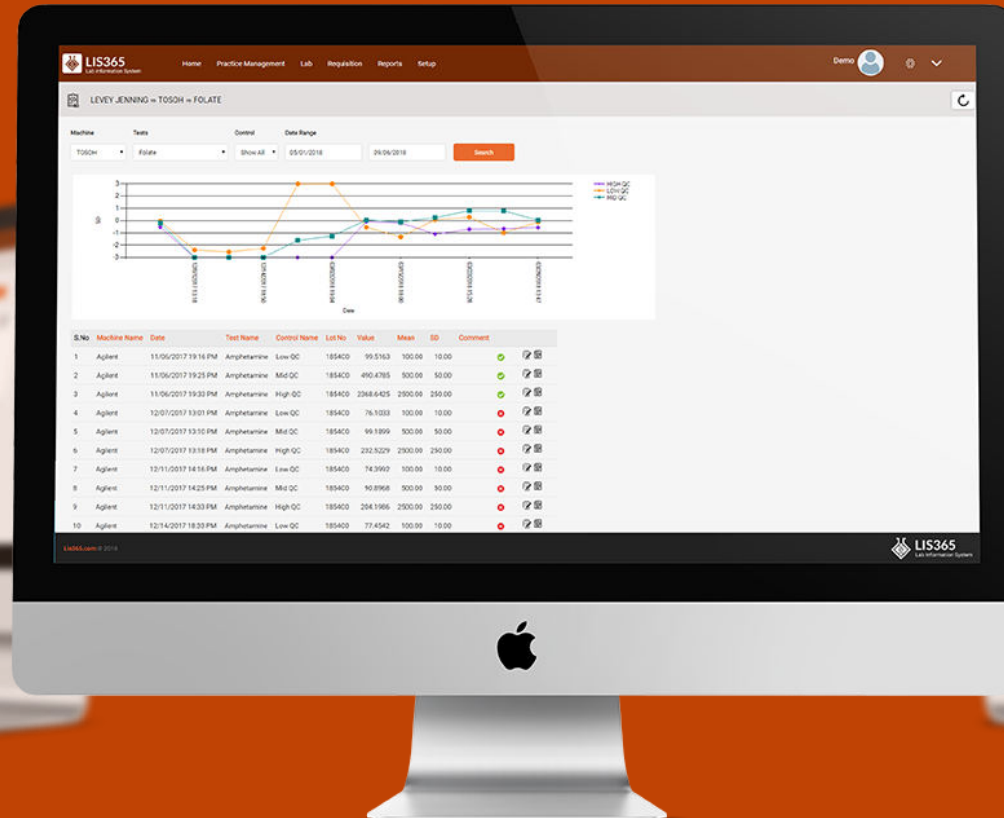 LIS365
Lab Information System
Home Practice Management Lab Requisition Reports Setup
Demo
LEVEY JENNING TOSOH FOLATE
Machine Tests Control Date Range
TOSOH Folate Show All 05/01/2018 09/06/2018 Search
HIGH QC
LOW QC
MID QC
3
2
1
0
-1
-2
-3
SD
Date
S.No Machine Name Date Test Name Control Name Lot No Value Mean SD Comment
1 Agilent 11/06/2017 19:16 PM Amphetamine Low QC 1854C0 99.5163 100.00 10.00
2 Agilent 11/06/2017 19:25 PM Amphetamine Mid QC 1854C0 490.4785 500.00 50.00
3 Agilent 11/06/2017 19:33 PM Amphetamine High QC 1854C0 2368.6425 2500.00 250.00
4 Agilent 12/07/2017 13:01 PM Amphetamine Low QC 1854C0 76.1033 100.00 10.00
5 Agilent 12/07/2017 13:10 PM Amphetamine Mid QC 1854C0 99.1899 500.00 50.00
6 Agilent 12/07/2017 13:18 PM Amphetamine High QC 1854C0 232.5229 2500.00 250.00
7 Agilent 12/11/2017 14:16 PM Amphetamine Low QC 1854C0 74.3992 100.00 10.00
8 Agilent 12/11/2017 14:25 PM Amphetamine Mid QC 1854C0 90.8968 500.00 50.00
9 Agilent 12/11/2017 14:33 PM Amphetamine High QC 1854C0 204.1986 2500.00 250.00
10 Agilent 12/14/2017 18:33 PM Amphetamine Low QC 1854C0 77.4542 100.00 10.00
Lis365.com © 2018
LIS365
Lab Information System